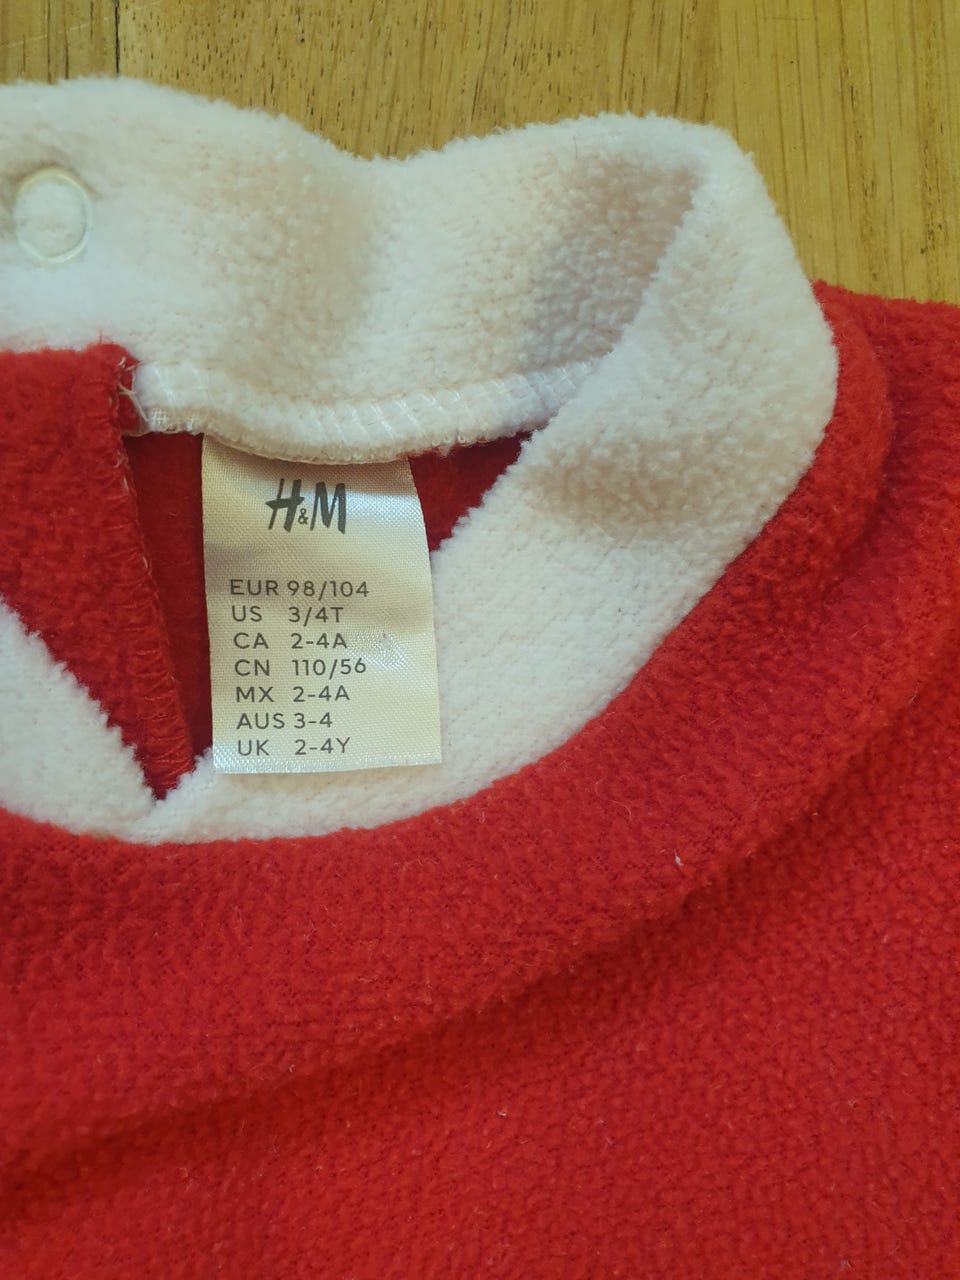 H&M
EUR 98/104
US 3/4T
CA 2-4A
CN 110/56
MX 2-4A
AUS 3-4
UK 2-4Y